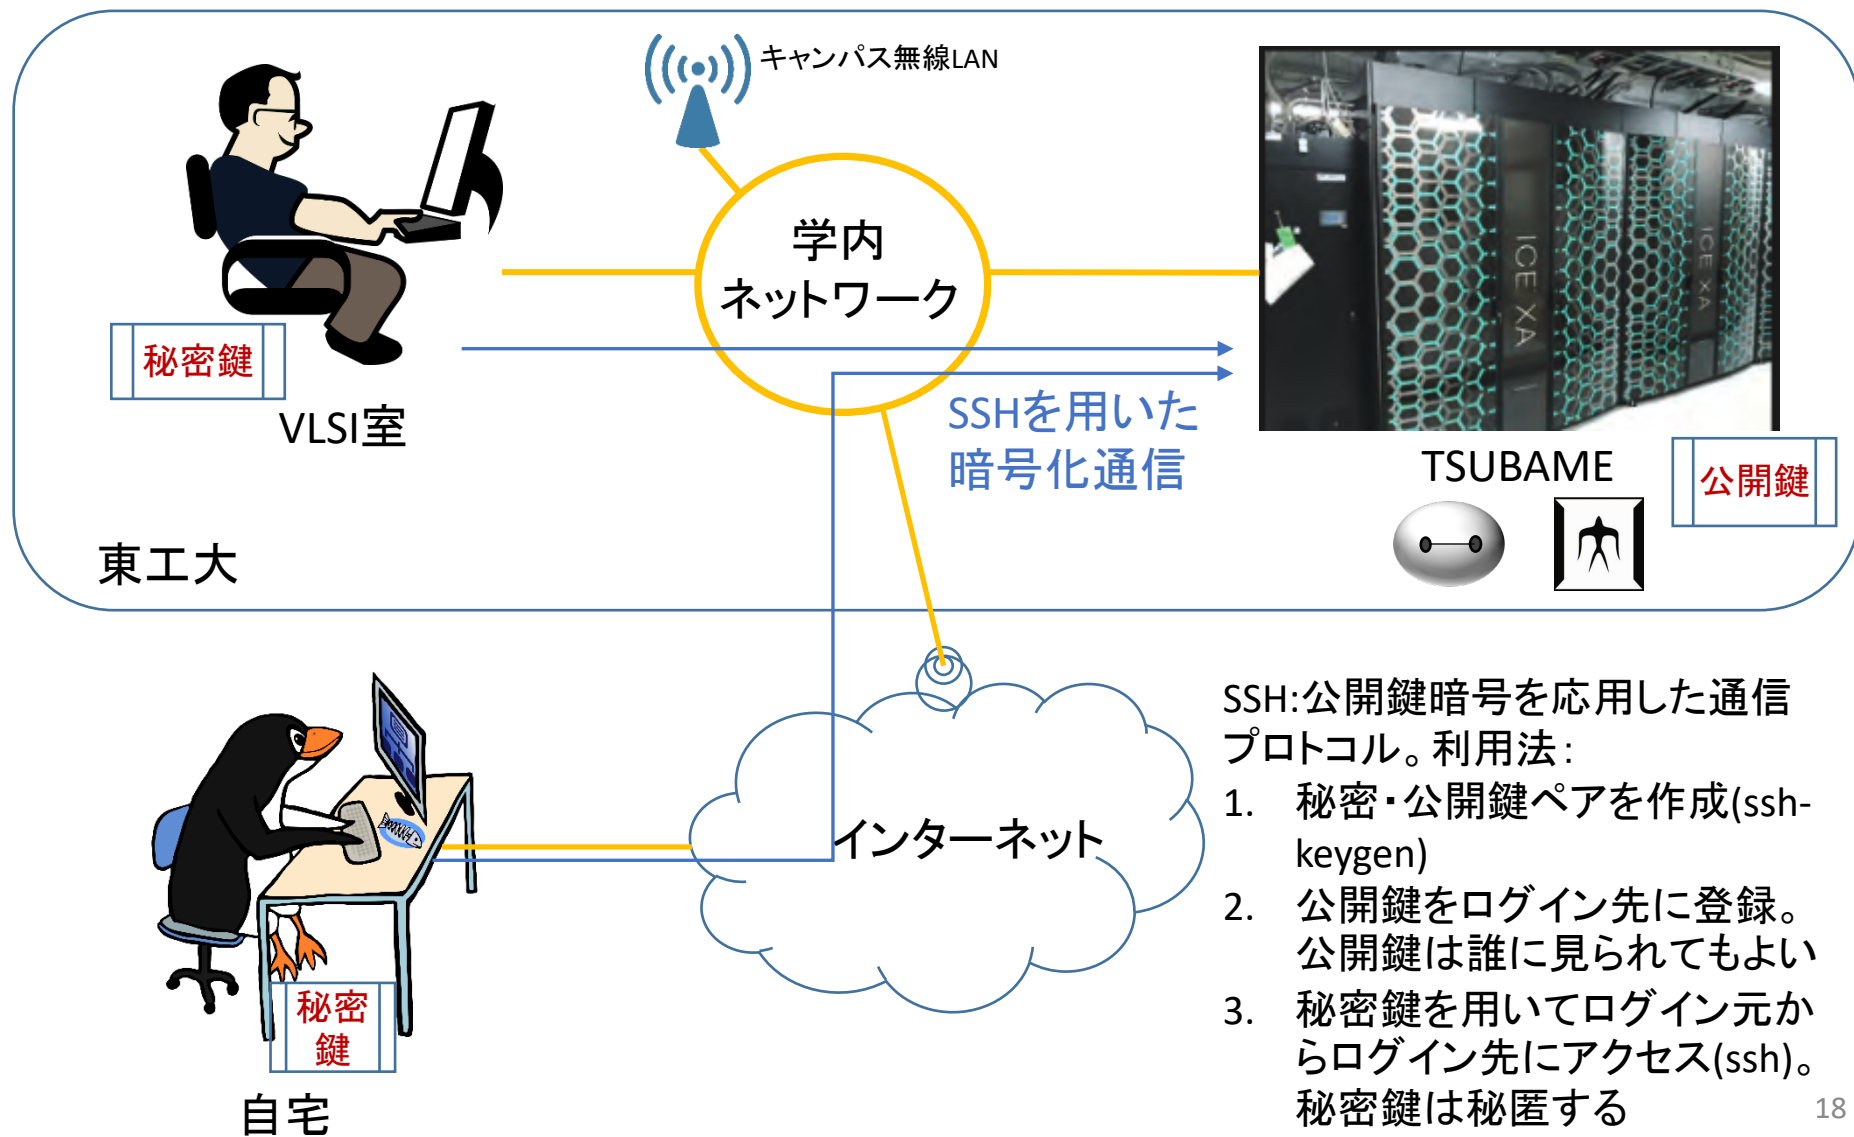 キャンパス無線LAN
学内
ネットワーク
ICE XA
ICE XA
秘密鍵
VLSI室
SSHを用いた
暗号化通信
TSUBAME
公開鍵
東工大
インターネット
秘密
鍵
自宅
SSH:公開鍵暗号を応用した通信
プロトコル。利用法:
1. 秘密・公開鍵ペアを作成(ssh-
keygen)
2. 公開鍵をログイン先に登録。
公開鍵は誰に見られてもよい
3. 秘密鍵を用いてログイン元か
らログイン先にアクセス(ssh)。
秘密鍵は秘匿する
18